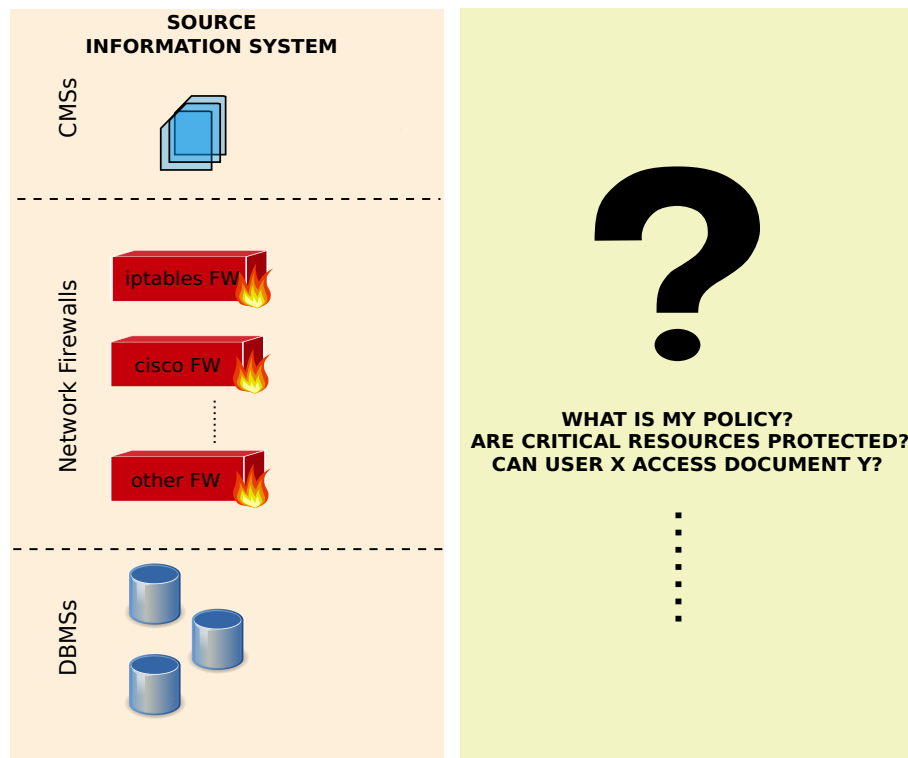 SOURCE
INFORMATION SYSTEM
CMSs
Network Firewalls
iptables FW
cisco FW
other FW
DBMSs
WHAT IS MY POLICY?
ARE CRITICAL RESOURCES PROTECTED?
CAN USER X ACCESS DOCUMENT Y?